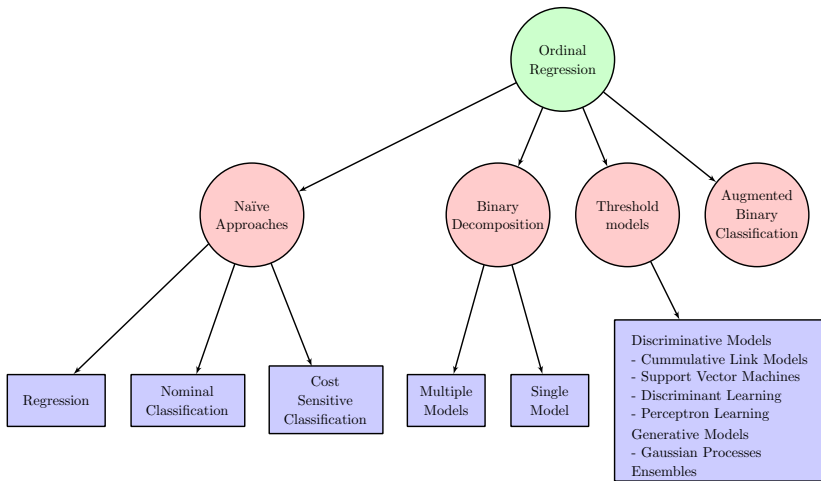 Ordinal
Regression
Naïve
Approaches
Binary
Decomposition
Threshold
models
Augmented
Binary
Classification
Regression
Nominal
Classification
Cost
Sensitive
Classification
Multiple
Models
Single
Model
Discriminative Models
- Cummulative Link Models
- Support Vector Machines
- Discriminant Learning
- Perceptron Learning
Generative Models
- Gaussian Processes
Ensembles